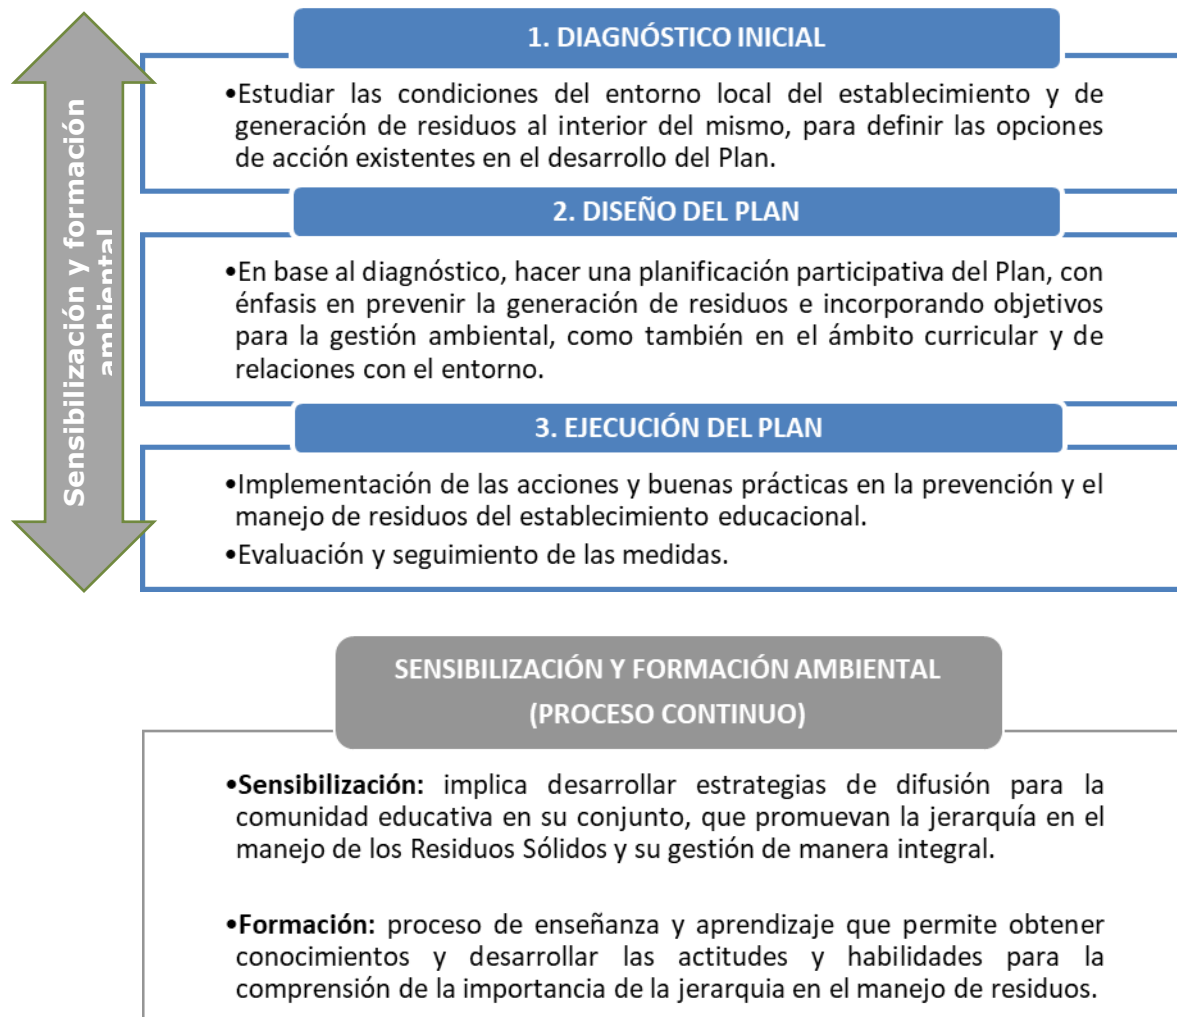 Sensibilización y formación
ambiental
1. DIAGNÓSTICO INICIAL
•Estudiar las condiciones del entorno local del establecimiento y de
generación de residuos al interior del mismo, para definir las opciones
de acción existentes en el desarrollo del Plan.
2. DISEÑO DEL PLAN
•En base al diagnóstico, hacer una planificación participativa del Plan, con
énfasis en prevenir la generación de residuos e incorporando objetivos
para la gestión ambiental, como también en el ámbito curricular y de
relaciones con el entorno.
3. EJECUCIÓN DEL PLAN
•Implementación de las acciones y buenas prácticas en la prevención y el
manejo de residuos del establecimiento educacional.
•Evaluación y seguimiento de las medidas.
SENSIBILIZACIÓN Y FORMACIÓN AMBIENTAL
(PROCESO CONTINUO)
•Sensibilización: implica desarrollar estrategias de difusión para la
comunidad educativa en su conjunto, que promuevan la jerarquía en el
manejo de los Residuos Sólidos y su gestión de manera integral.
•Formación: proceso de enseñanza y aprendizaje que permite obtener
conocimientos y desarrollar las actitudes y habilidades para la
comprensión de la importancia de la jerarquia en el manejo de residuos.